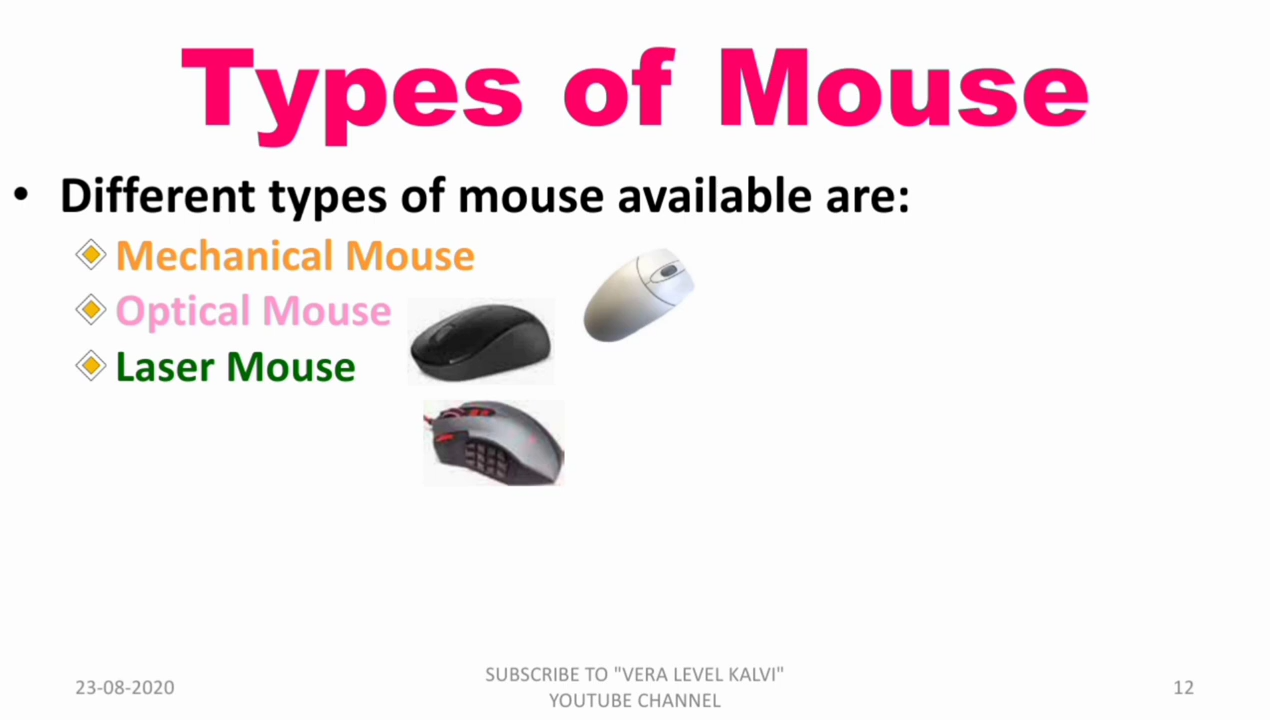 Types of Mouse
• Different types of mouse available are:
Mechanical Mouse
Optical Mouse
Laser Mouse
23-08-2020
SUBSCRIBE TO "VERA LEVEL KALVI"
YOUTUBE CHANNEL
12